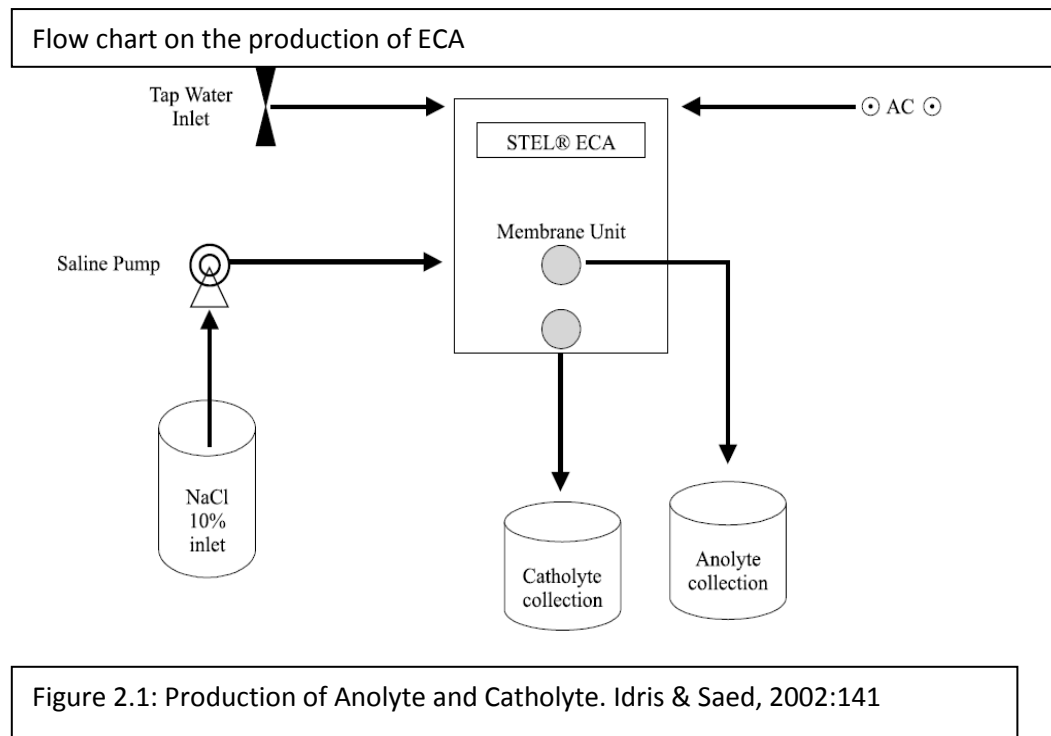 Flow chart on the production of ECA
Tap Water
Inlet
⊙ AC ⊙
STEL® ECA
Membrane Unit
Saline Pump
NaCl
10%
inlet
Catholyte
collection
Anolyte
collection
Figure 2.1: Production of Anolyte and Catholyte. Idris & Saed, 2002:141